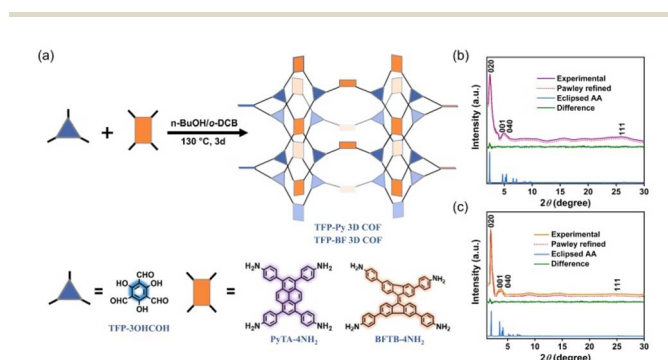 (a)
n-BuOH/o-DCB
130 °C, 3d
TFP-Py 3D COF
TFP-BF 3D COF
CHO
HO
OH
OHC
CHO
OH
TFP-3OHCOH
H₂N
NH₂
H₂N
NH₂
PyTA-4NH₂
H₂N
NH₂
H₂N
NH₂
BFTB-4NH₂
(b)
Intensity (a.u.)
020
001
040
111
Experimental
Pawley refined
Eclipsed AA
Difference
5
10
15
20
25
30
2θ (degree)
(c)
Intensity (a.u.)
020
001
040
111
Experimental
Pawley refined
Eclipsed AA
Difference
5
10
15
20
25
30
2θ (degree)